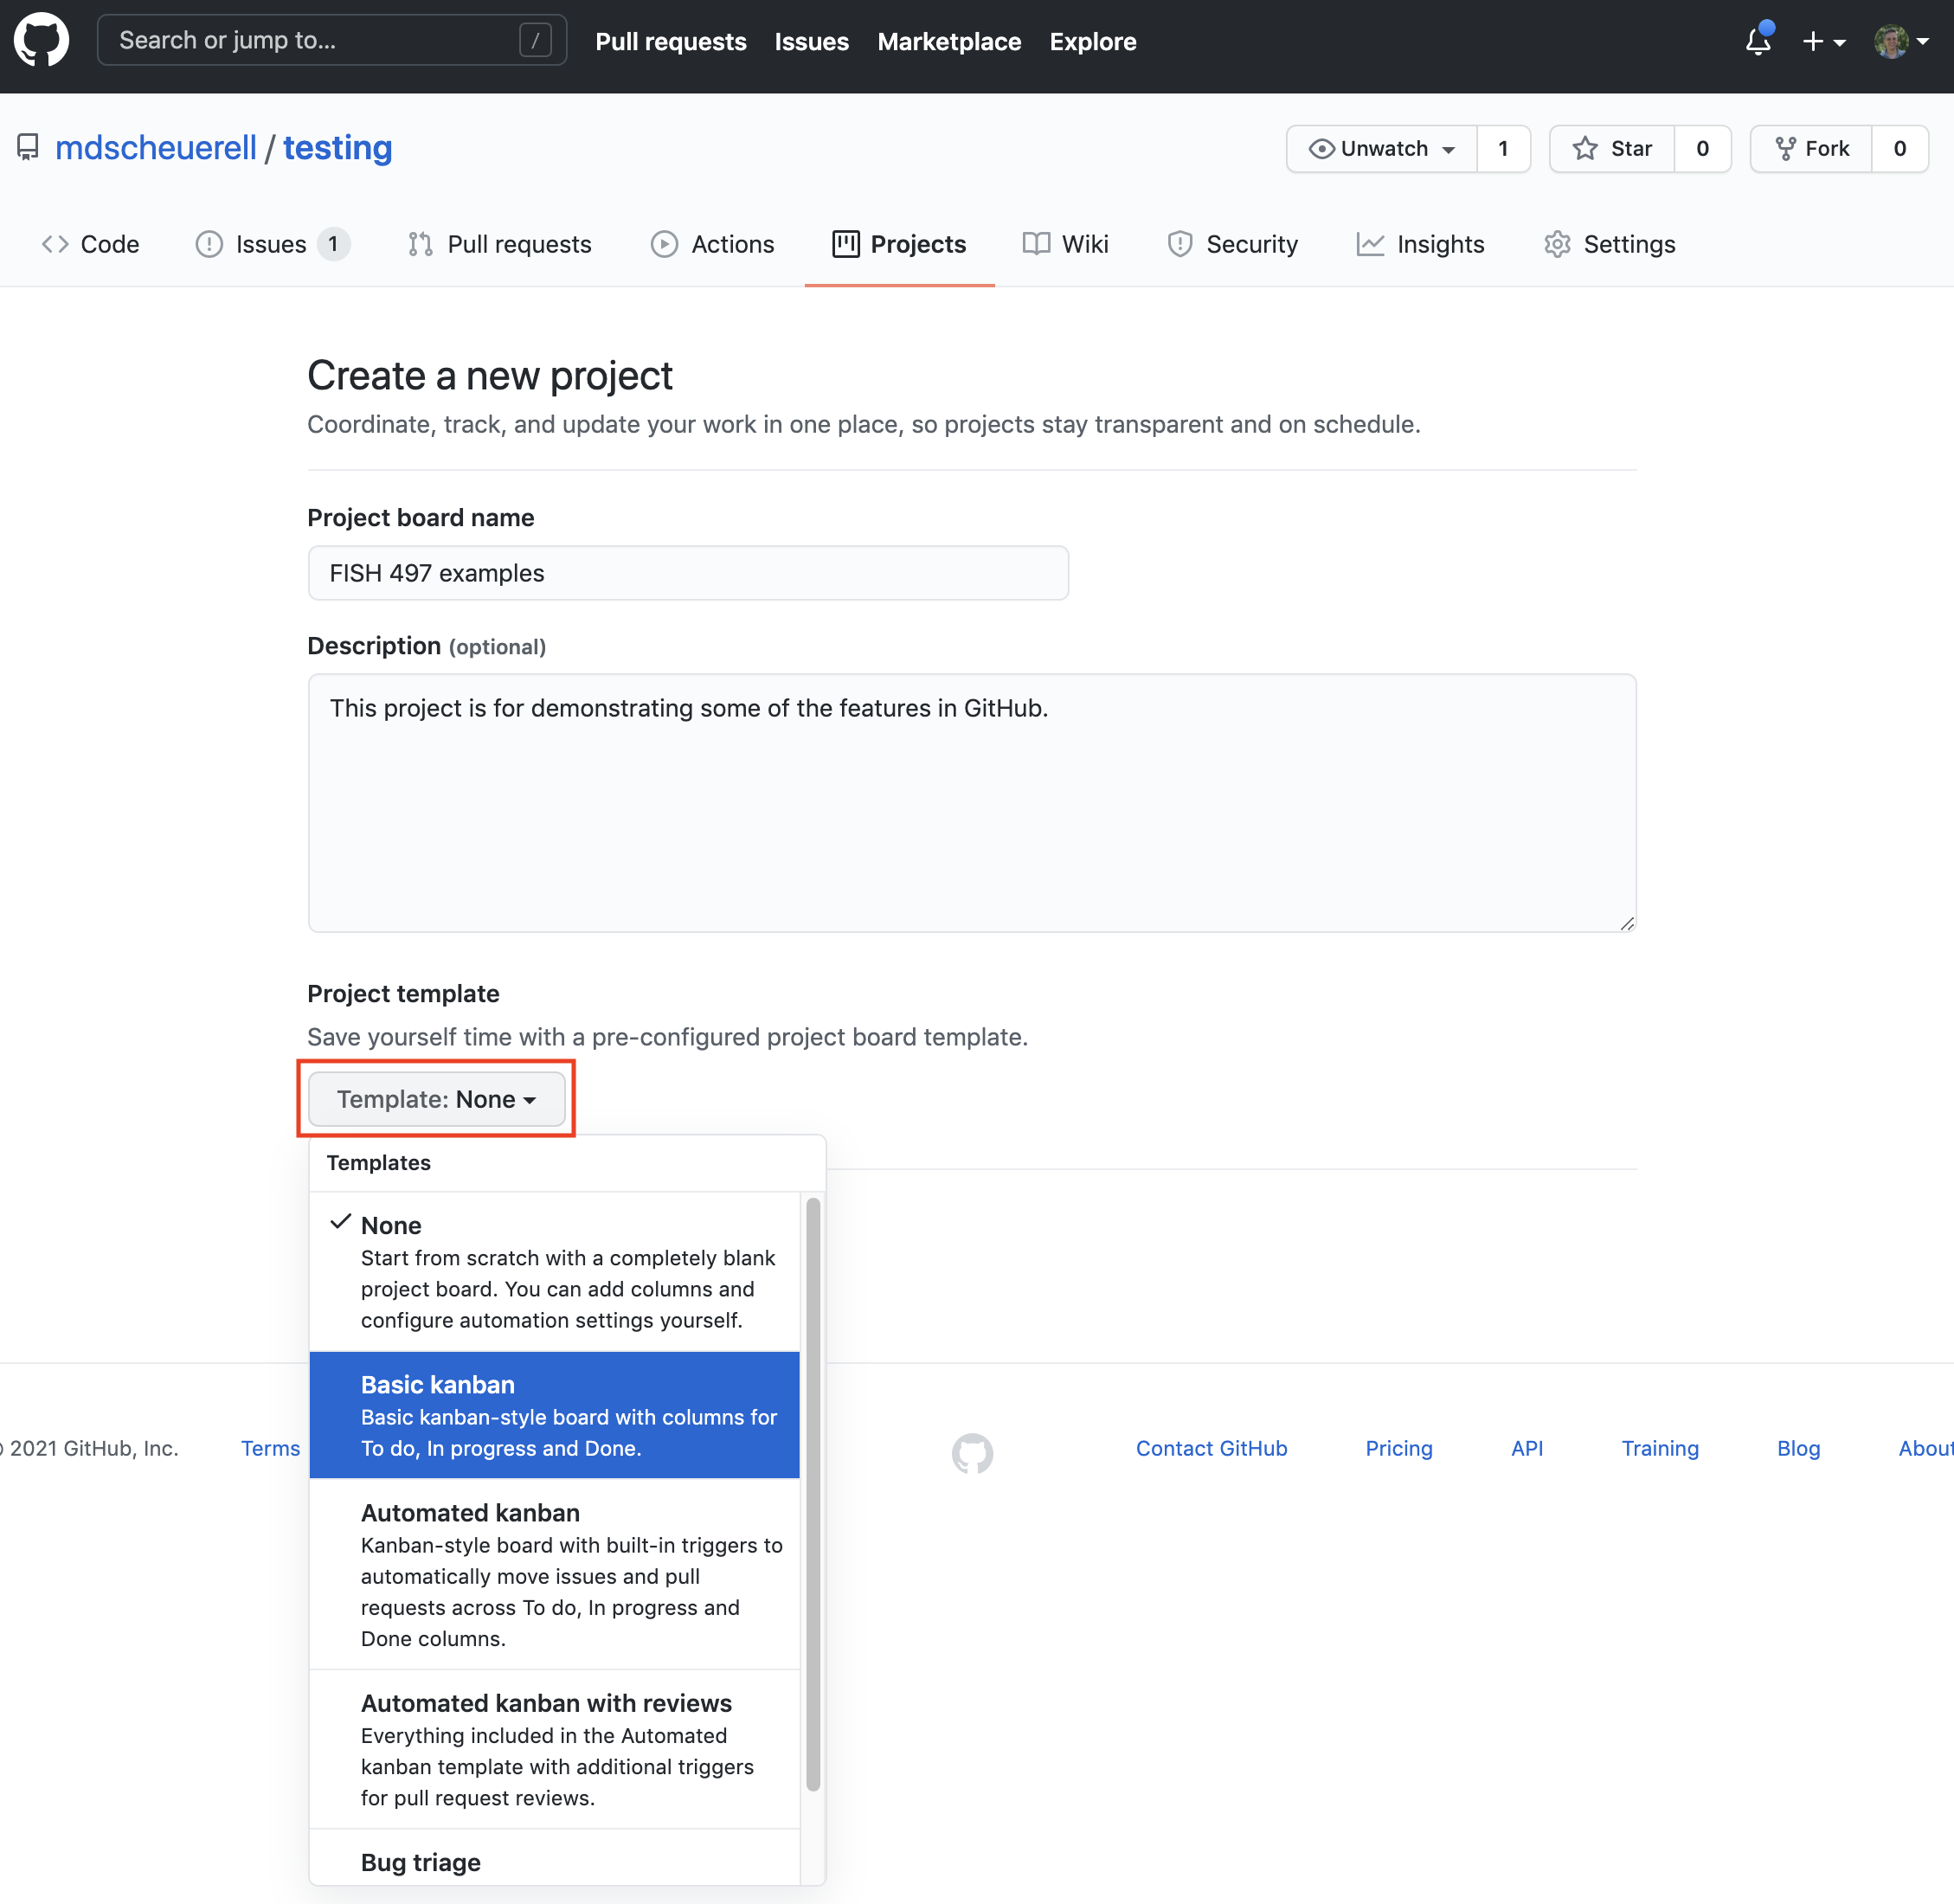 Search or jump to... /
Pull requests Issues Marketplace Explore
mdscheuerell / testing
Unwatch 1 Star 0 Fork 0
Code Issues 1 Pull requests Actions Projects Wiki Security Insights Settings
Create a new project
Coordinate, track, and update your work in one place, so projects stay transparent and on schedule.
Project board name
FISH 497 examples
Description (optional)
This project is for demonstrating some of the features in GitHub.
Project template
Save yourself time with a pre-configured project board template.
Template: None
Templates
None
Start from scratch with a completely blank
project board. You can add columns and
configure automation settings yourself.
Basic kanban
Basic kanban-style board with columns for
To do, In progress and Done.
Automated kanban
Kanban-style board with built-in triggers to
automatically move issues and pull
requests across To do, In progress and
Done columns.
Automated kanban with reviews
Everything included in the Automated
kanban template with additional triggers
for pull request reviews.
Bug triage
© 2021 GitHub, Inc. Terms Contact GitHub Pricing API Training Blog About